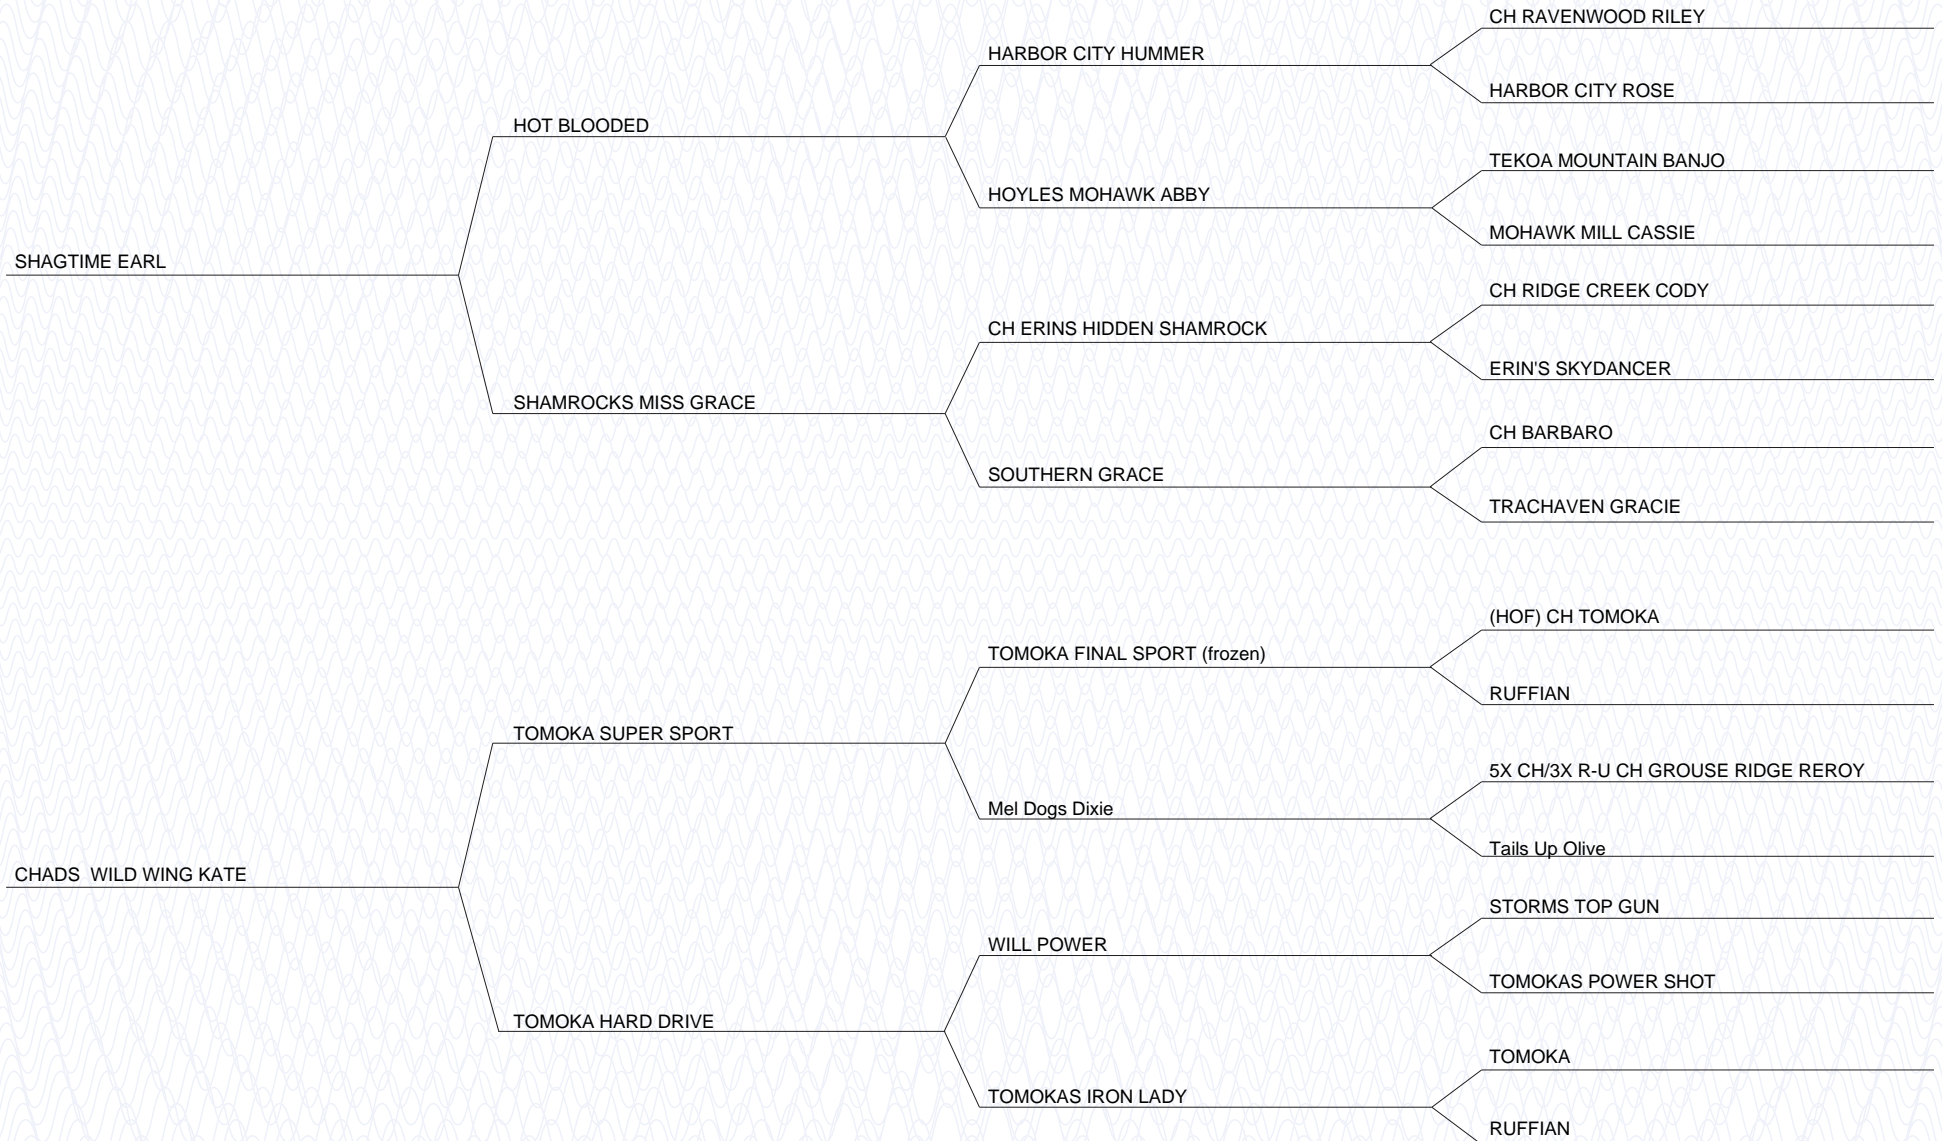 CH RAVENWOOD RILEY
HARBOR CITY HUMMER
HARBOR CITY ROSE
HOT BLOODED
TEKOA MOUNTAIN BANJO
HOYLES MOHAWK ABBY
MOHAWK MILL CASSIE
SHAGTIME EARL
CH RIDGE CREEK CODY
CH ERINS HIDDEN SHAMROCK
ERIN'S SKYDANCER
SHAMROCKS MISS GRACE
CH BARBARO
SOUTHERN GRACE
TRACHAVEN GRACIE
(HOF) CH TOMOKA
TOMOKA FINAL SPORT (frozen)
RUFFIAN
TOMOKA SUPER SPORT
5X CH/3X R-U CH GROUSE RIDGE REROY
Mel Dogs Dixie
Tails Up Olive
CHADS  WILD WING KATE
STORMS TOP GUN
WILL POWER
TOMOKAS POWER SHOT
TOMOKA HARD DRIVE
TOMOKA
TOMOKAS IRON LADY
RUFFIAN